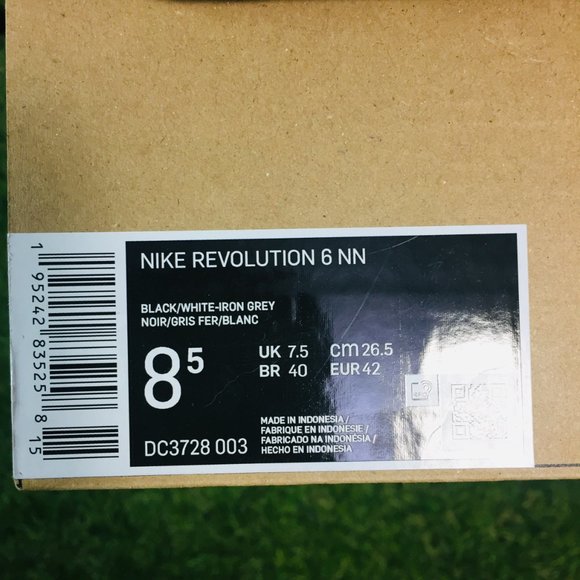 NIKE REVOLUTION 6 NN
BLACK/WHITE-IRON GREY
NOIR/GRIS FER/BLANC
8⁵
UK 7.5 cm 26.5
BR 40 EUR 42
DC3728 003
MADE IN INDONESIA /
FABRIQUE EN INDONESIE /
FABRICADO NA INDONÉSIA /
HECHO EN INDONESIA
1 95242 83525 8 15